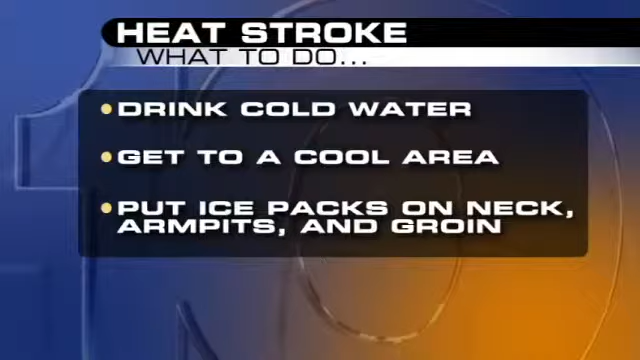 HEAT STROKE
WHAT TO DO...
• DRINK COLD WATER
• GET TO A COOL AREA
• PUT ICE PACKS ON NECK,
ARMPITS, AND GROIN